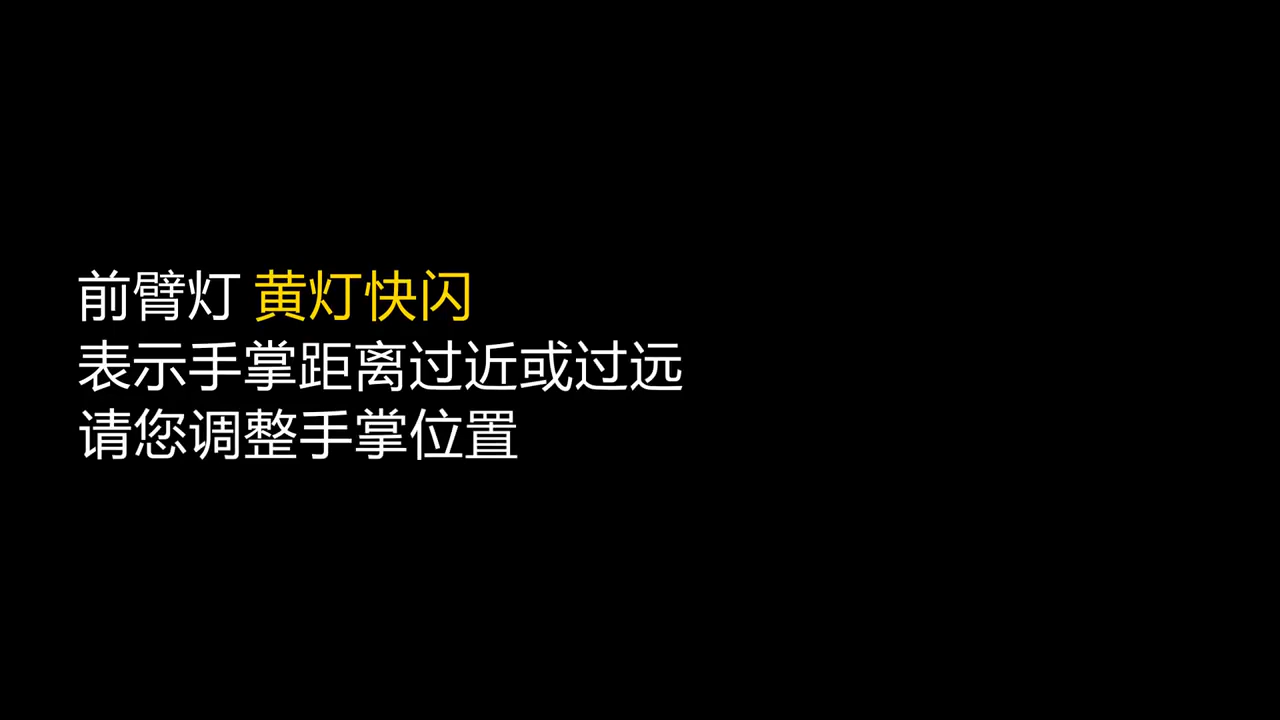 前臂灯 黄灯快闪
表示手掌距离过近或过远
请您调整手掌位置